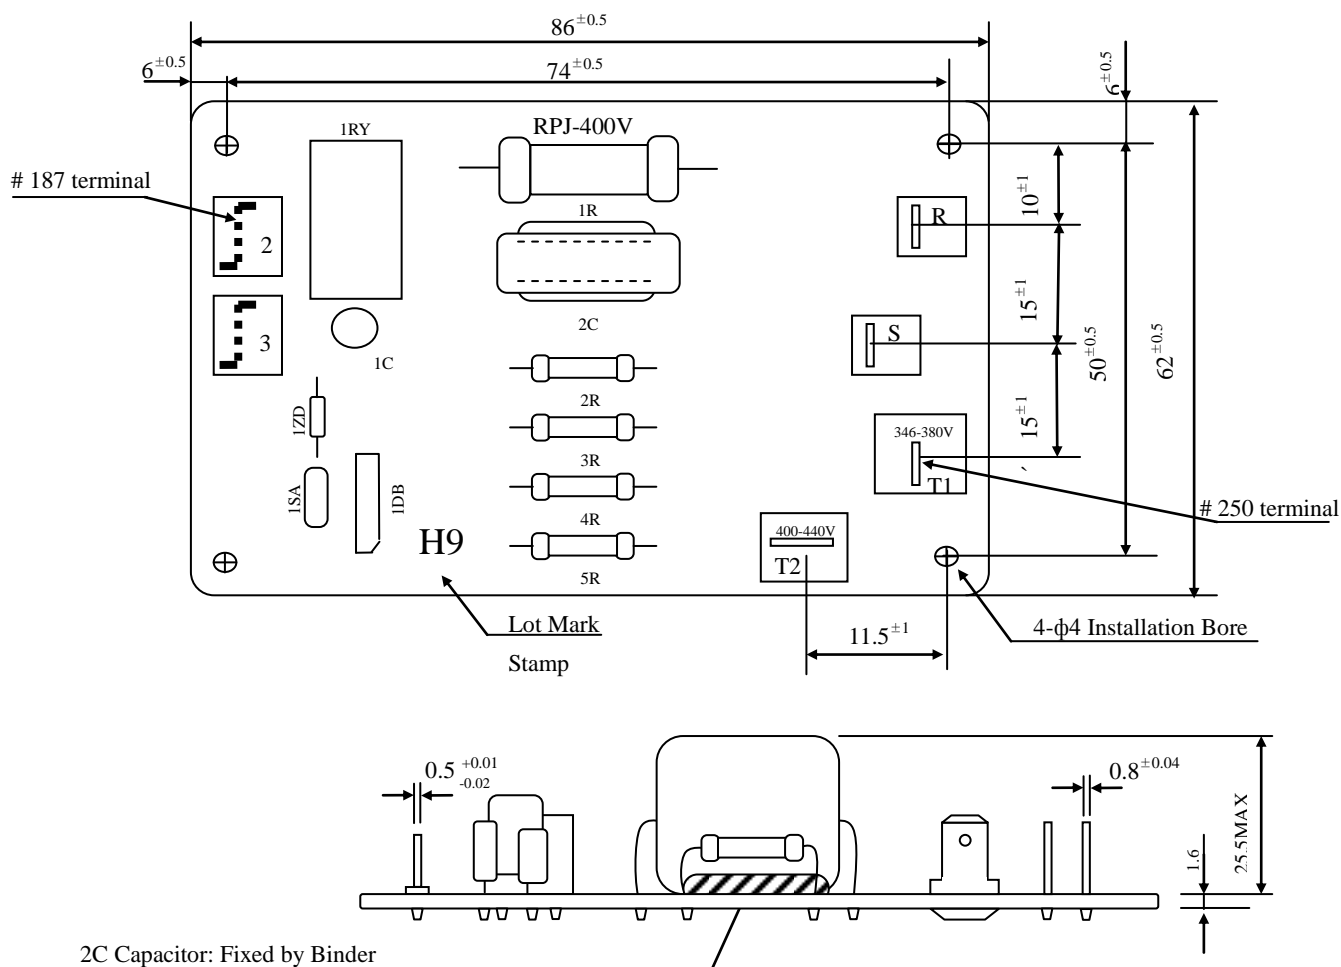 86±0.5
6±0.5
74±0.5
6±0.5
1RY
RPJ-400V
# 187 terminal
10±1
1R
R
2
15±1
2C
S
50±0.5
62±0.5
3
1C
2R
15±1
1ZD
346-380V
3R
T1
1SA
1DB
# 250 terminal
4R
400-440V
H9
T2
5R
Lot Mark
Stamp
11.5±1
4-ф4 Installation Bore
0.5 +0.01
-0.02
0.8±0.04
25.5MAX
1.6
2C Capacitor: Fixed by Binder